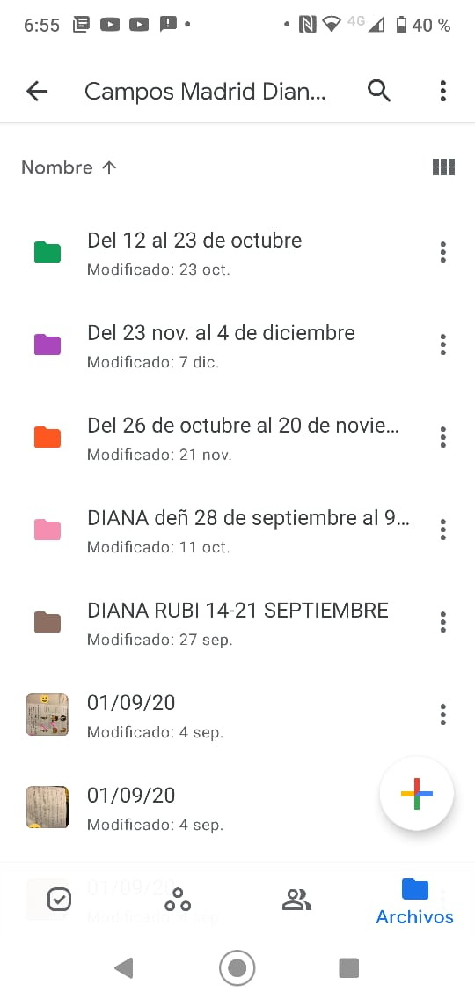 6:55
4G
40 %
Campos Madrid Dian...
Nombre
Del 12 al 23 de octubre
Modificado: 23 oct.
Del 23 nov. al 4 de diciembre
Modificado: 7 dic.
Del 26 de octubre al 20 de novie...
Modificado: 21 nov.
DIANA deñ 28 de septiembre al 9...
Modificado: 11 oct.
DIANA RUBI 14-21 SEPTIEMBRE
Modificado: 27 sep.
01/09/20
Modificado: 4 sep.
01/09/20
Modificado: 4 sep.
01/09/20
Modificado: 4 sep.
Archivos